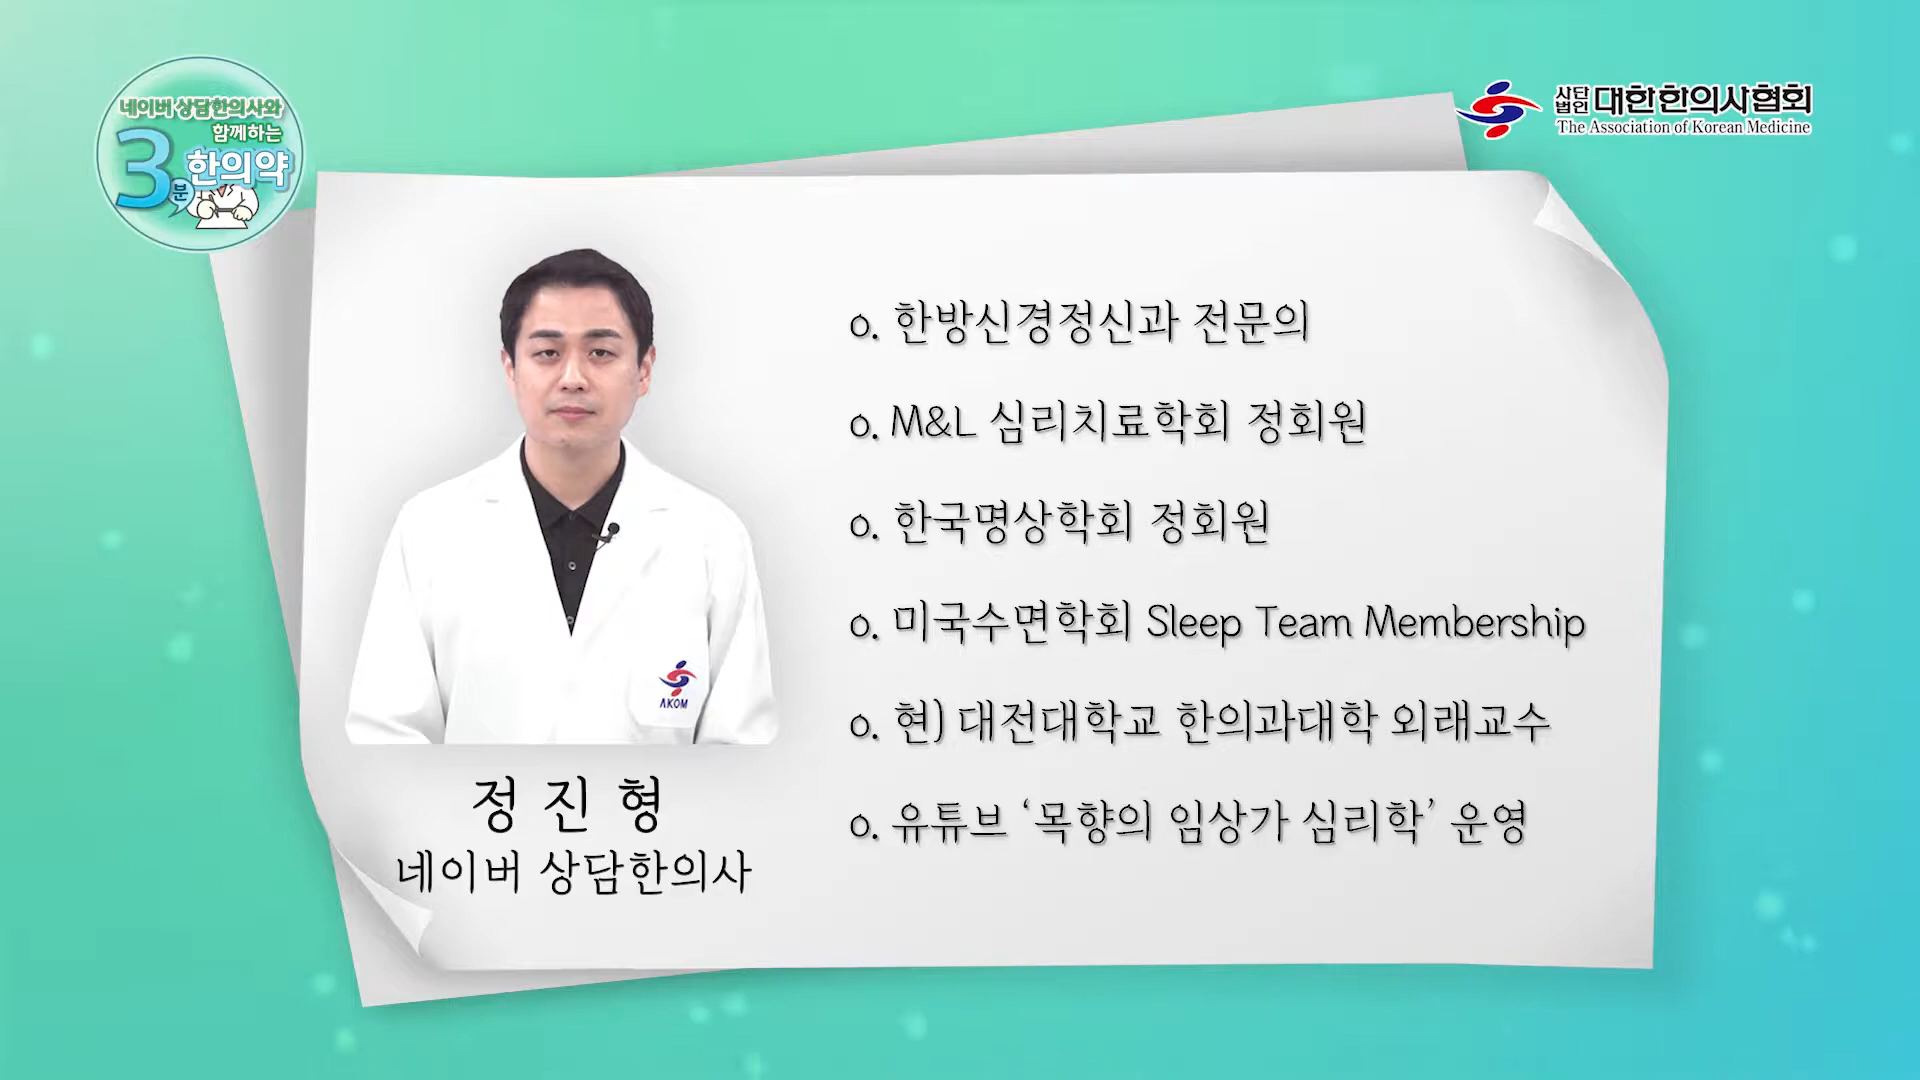 네이버 상담한의사와
함께하는
3분 한의약
사단법인 대한한의사협회
The Association of Korean Medicine
o. 한방신경정신과 전문의
o. M&L 심리치료학회 정회원
o. 한국명상학회 정회원
o. 미국수면학회 Sleep Team Membership
o. 현) 대전대학교 한의과대학 외래교수
o. 유튜브 ‘목향의 임상가 심리학’ 운영
AKOM
정 진 형
네이버 상담한의사